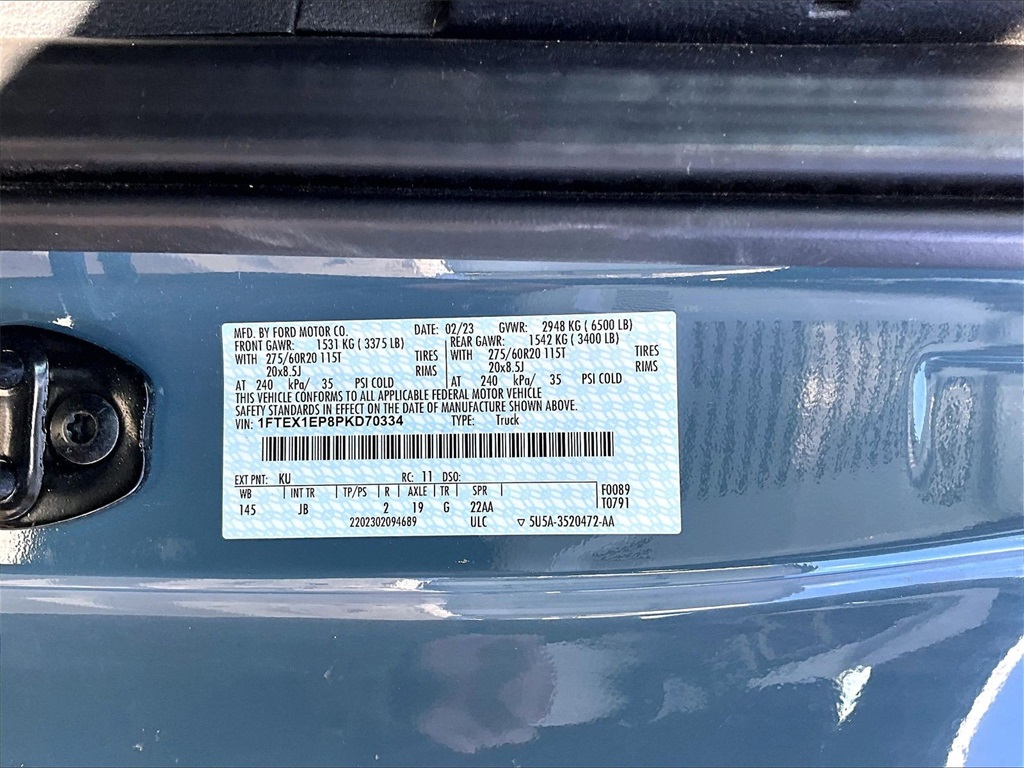 MFD. BY FORD MOTOR CO. DATE: 02/23 GVWR: 2948 KG ( 6500 LB)
FRONT GAWR: 1531 KG ( 3375 LB) REAR GAWR: 1542 KG ( 3400 LB)
WITH 275/60R20 115T TIRES WITH 275/60R20 115T TIRES
20x8.5J RIMS 20x8.5J RIMS
AT 240 kPa/ 35 PSI COLD AT 240 kPa/ 35 PSI COLD
THIS VEHICLE CONFORMS TO ALL APPLICABLE FEDERAL MOTOR VEHICLE
SAFETY STANDARDS IN EFFECT ON THE DATE OF MANUFACTURE SHOWN ABOVE.
VIN: 1FTEX1EP8PKD70334 TYPE: Truck
EXT PNT: KU RC: 11 DSO:
WB INT TR TP/PS R AXLE TR SPR F0089
145 JB 2 19 G 22AA T0791
2202302094689 ULC ▽ 5U5A-3520472-AA